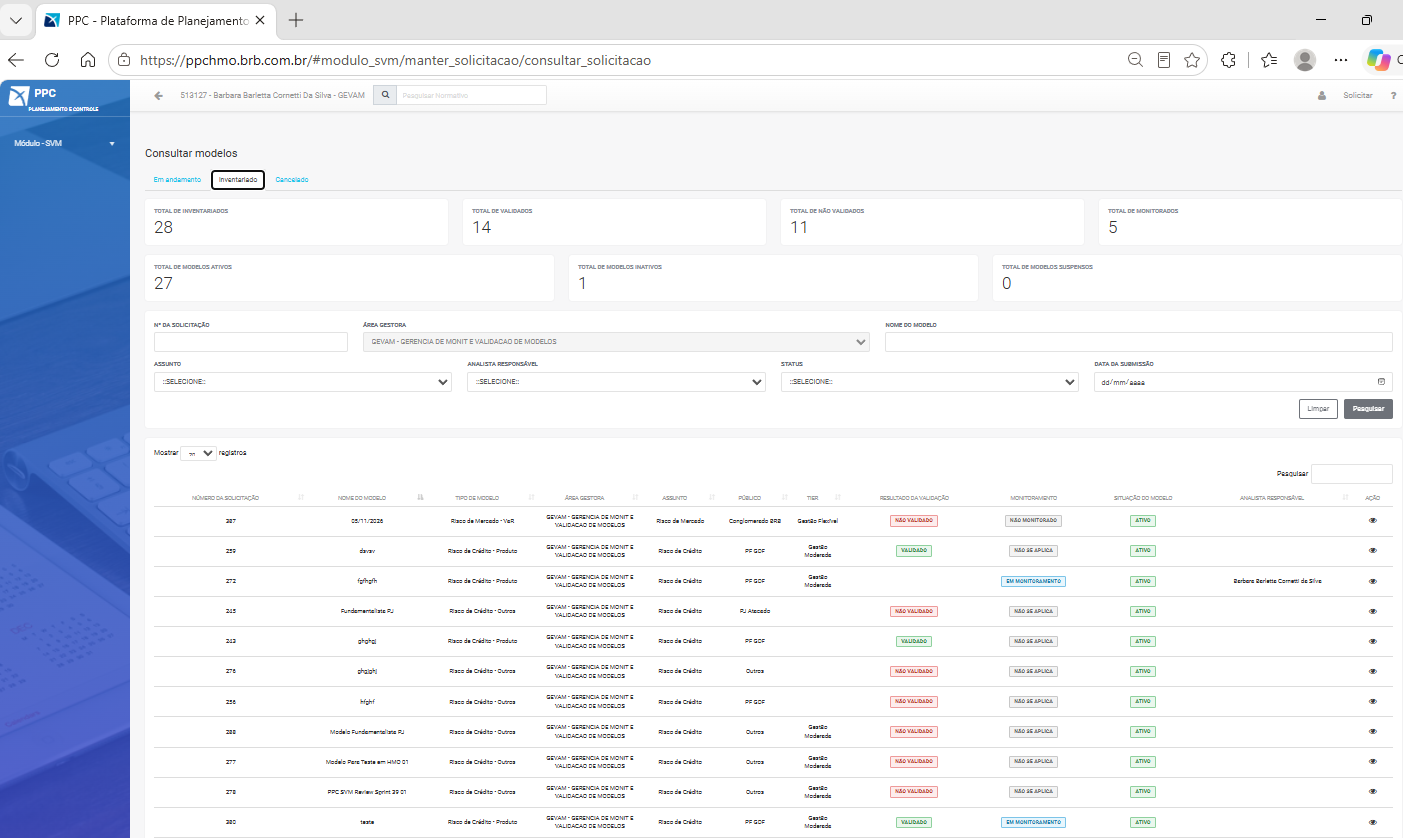 PPC - Plataforma de Planejamento
https://ppchmo.brb.com.br/#modulo_svm/manter_solicitacao/consultar_solicitacao
PPC
PLANEJAMENTO E CONTROLE
513127 - Barbara Barletta Cornetti Da Silva - GEVAM
Pesquisar Normativo
Solicitar ?
Módulo - SVM
Consultar modelos
Em andamento Inventariado Cancelado
TOTAL DE INVENTARIADOS TOTAL DE VALIDADOS TOTAL DE NÃO VALIDADOS TOTAL DE MONITORADOS
28 14 11 5
TOTAL DE MODELOS ATIVOS TOTAL DE MODELOS INATIVOS TOTAL DE MODELOS SUSPENSOS
27 1 0
Nº DA SOLICITAÇÃO ÁREA GESTORA NOME DO MODELO
GEVAM - GERENCIA DE MONIT E VALIDACAO DE MODELOS
ASSUNTO ANALISTA RESPONSÁVEL STATUS DATA DA SUBMISSÃO
::SELECIONE:: ::SELECIONE:: ::SELECIONE:: dd/mm/aaaa
Limpar Pesquisar
Mostrar registros
Pesquisar
NÚMERO DA SOLICITAÇÃO NOME DO MODELO TIPO DE MODELO ÁREA GESTORA ASSUNTO PÚBLICO TIER RESULTADO DA VALIDAÇÃO MONITORAMENTO SITUAÇÃO DO MODELO ANALISTA RESPONSÁVEL AÇÃO
387 05/11/2026 Risco de Mercado - VaR GEVAM - GERENCIA DE MONIT E VALIDACAO DE MODELOS Risco de Mercado Conglomerado BRB Gestão Flexível NÃO VALIDADO NÃO MONITORADO ATIVO
259 dsvsv Risco de Crédito - Produto GEVAM - GERENCIA DE MONIT E VALIDACAO DE MODELOS Risco de Crédito PF GDF Gestão Moderada VALIDADO NÃO SE APLICA ATIVO
272 fgfhgfh Risco de Crédito - Produto GEVAM - GERENCIA DE MONIT E VALIDACAO DE MODELOS Risco de Crédito PF GDF Gestão Moderada EM MONITORAMENTO ATIVO Barbara Barletta Cornetti da Silva
245 Fundamentalista PJ Risco de Crédito - Outros GEVAM - GERENCIA DE MONIT E VALIDACAO DE MODELOS Risco de Crédito PJ Atacado NÃO VALIDADO NÃO SE APLICA ATIVO
243 ghghgj Risco de Crédito - Produto GEVAM - GERENCIA DE MONIT E VALIDACAO DE MODELOS Risco de Crédito PF GDF VALIDADO NÃO SE APLICA ATIVO
276 ghgjghj Risco de Crédito - Outros GEVAM - GERENCIA DE MONIT E VALIDACAO DE MODELOS Risco de Crédito Outros NÃO VALIDADO NÃO SE APLICA ATIVO
256 hfghf Risco de Crédito - Outros GEVAM - GERENCIA DE MONIT E VALIDACAO DE MODELOS Risco de Crédito PF GDF NÃO VALIDADO NÃO SE APLICA ATIVO
288 Modelo Fundamentalista PJ Risco de Crédito - Outros GEVAM - GERENCIA DE MONIT E VALIDACAO DE MODELOS Risco de Crédito Outros Gestão Moderada NÃO VALIDADO NÃO SE APLICA ATIVO
277 Modelo Para Teste em HMO 01 Risco de Crédito - Outros GEVAM - GERENCIA DE MONIT E VALIDACAO DE MODELOS Risco de Crédito Outros Gestão Moderada NÃO VALIDADO NÃO SE APLICA ATIVO
278 PPC SVM Review Sprint 39 01 Risco de Crédito - Outros GEVAM - GERENCIA DE MONIT E VALIDACAO DE MODELOS Risco de Crédito Outros Gestão Moderada NÃO VALIDADO NÃO SE APLICA ATIVO
380 teste Risco de Crédito - Produto GEVAM - GERENCIA DE MONIT E VALIDACAO DE MODELOS Risco de Crédito PF GDF Gestão Moderada VALIDADO EM MONITORAMENTO ATIVO